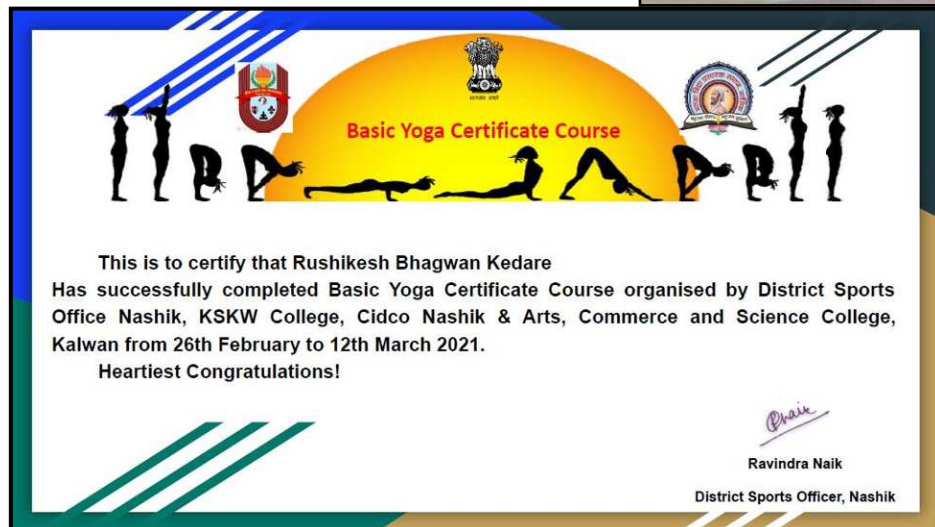 Basic Yoga Certificate Course
This is to certify that Rushikesh Bhagwan Kedare
Has successfully completed Basic Yoga Certificate Course organised by District Sports
Office Nashik, KSKW College, Cidco Nashik & Arts, Commerce and Science College,
Kalwan from 26th February to 12th March 2021.
Heartiest Congratulations!
Ravindra Naik
District Sports Officer, Nashik